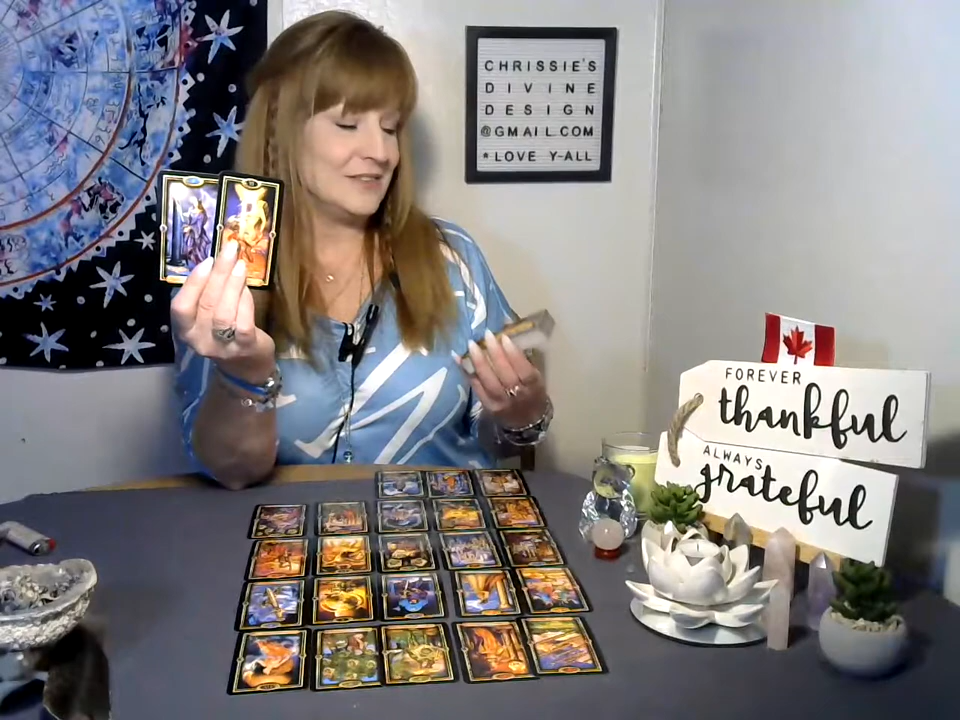 CHRISSIE'S
DIVINE
DESIGN
@GMAIL.COM
*LOVE Y-ALL
FOREVER
thankful
ALWAYS
grateful